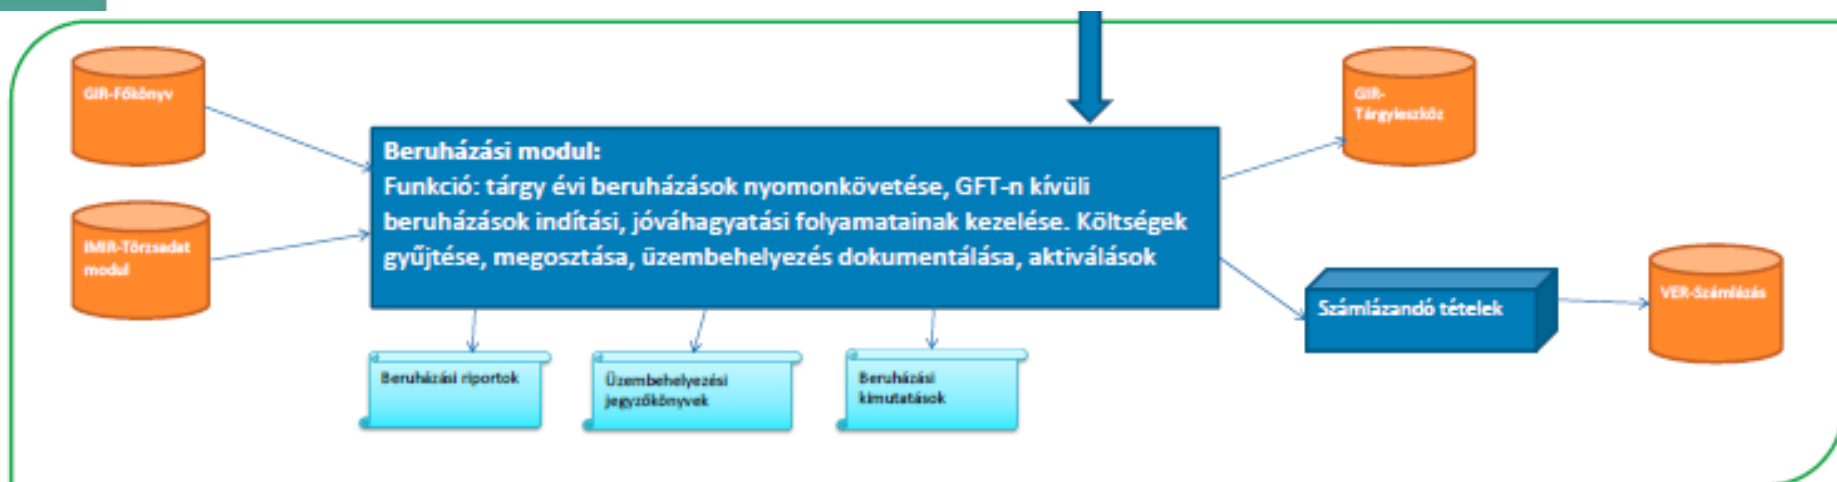 GIR-Főkönyv
GIR-
Tárgyieszköz
Beruházási modul:
Funkció: tárgy évi beruházások nyomonkövetése, GFT-n kívüli
beruházások indítási, jóváhagyatási folyamatainak kezelése. Költségek
gyűjtése, megosztása, üzembehelyezés dokumentálása, aktiválások
IMIR-Törzsadat
modul
Számlázandó tételek
VER-Számlázás
Beruházási riportok
Üzembehelyezési
jegyzőkönyvek
Beruházási
kimutatások